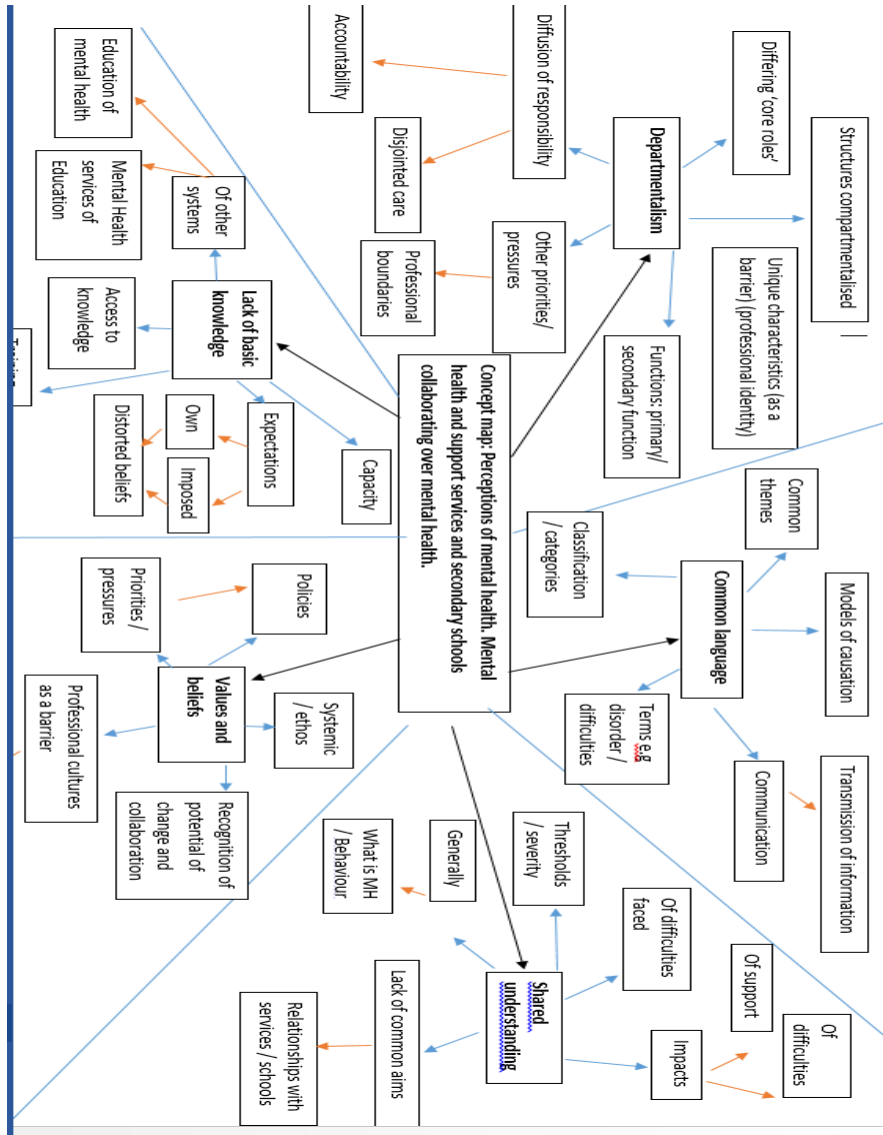 Structures compartmentalised
Differing 'core roles'
Departmentalism
Unique characteristics (as a
barrier) (professional identity)
Functions: primary/
secondary function
Diffusion of responsibility
Accountability
Disjointed care
Other priorities/
pressures
Professional
boundaries
Models of causation
Common
themes
Transmission of information
Communication
Common language
Classification
/ categories
Terms e.g
disorder /
difficulties
Concept map: Perceptions of mental health. Mental
health and support services and secondary schools
collaborating over mental health.
Of
difficulties
Of support
Impacts
Of difficulties
faced
Thresholds
/ severity
Shared
understanding
Generally
What is MH
/ Behaviour
Lack of common aims
Relationships with
services / schools
Capacity
Lack of basic
knowledge
Of other
systems
Education of
mental health
Mental Health
services of
Education
Access to
knowledge
Expectations
Own
Imposed
Distorted beliefs
Systemic
/ ethos
Policies
Values and
beliefs
Priorities /
pressures
Recognition of
potential of
change and
collaboration
Professional cultures
as a barrier